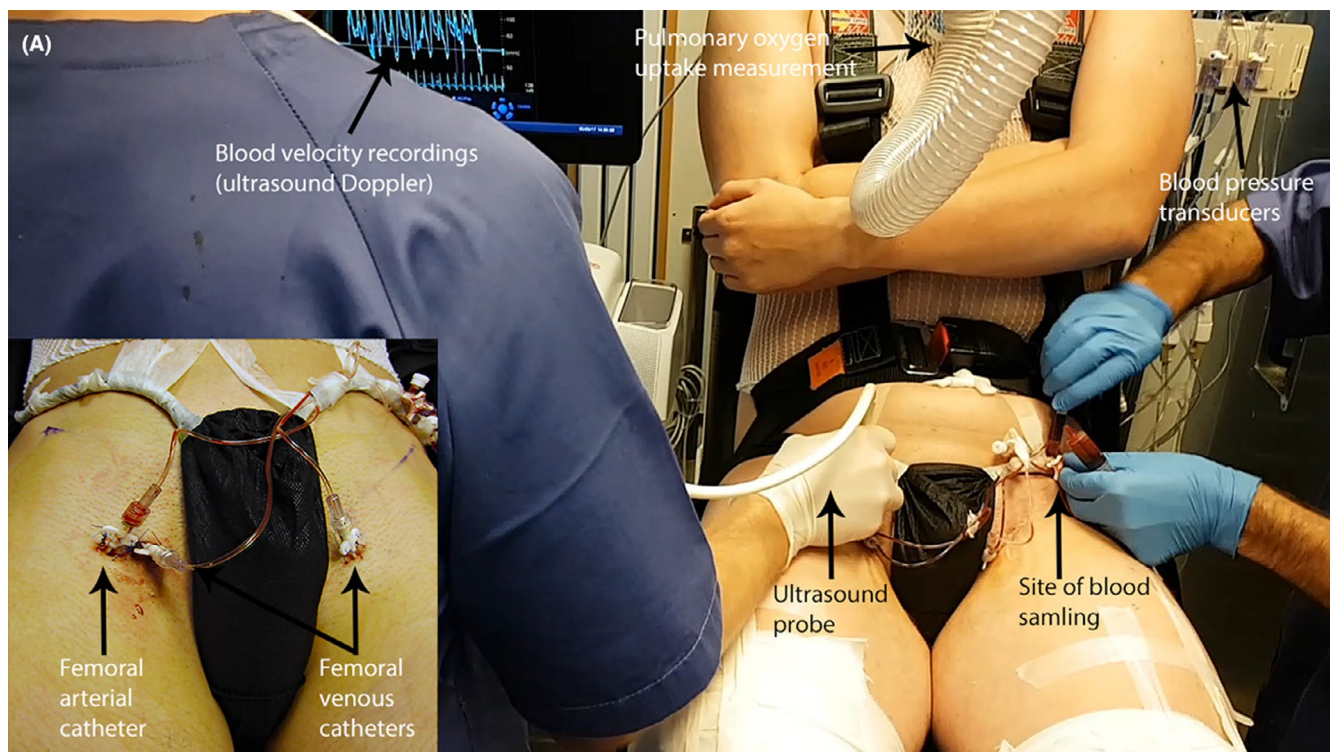 (A)
Pulmonary oxygen
uptake measurement
Blood velocity recordings
(ultrasound Doppler)
Blood pressure
transducers
Ultrasound
probe
Site of blood
samling
Femoral
arterial
catheter
Femoral
venous
catheters